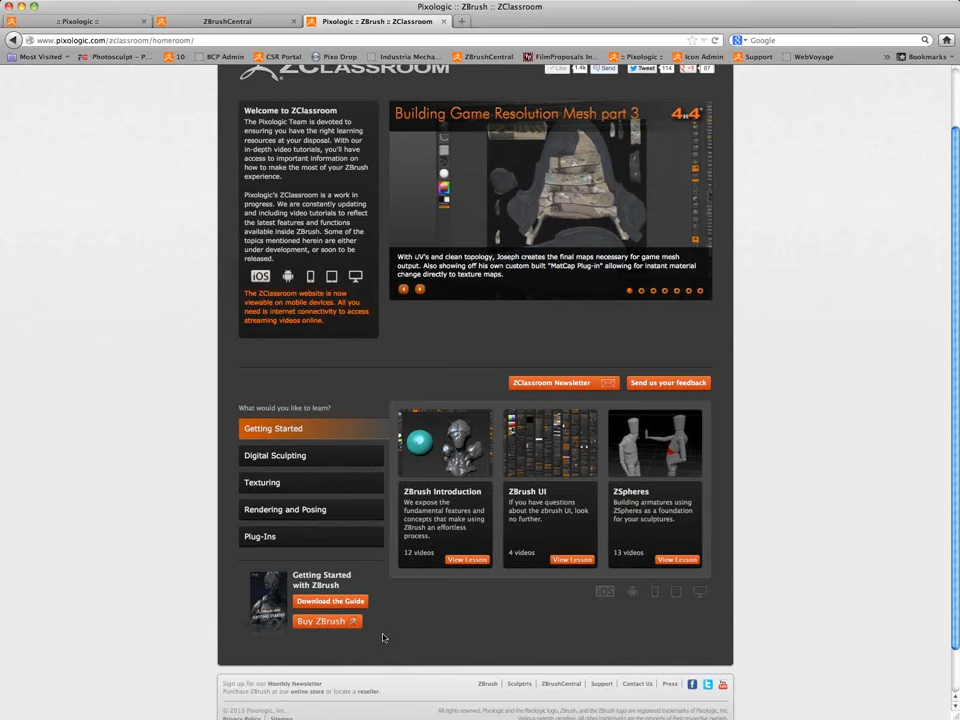 Pixologic :: ZBrush :: ZClassroom
:: Pixologic ::
ZBrushCentral
Pixologic :: ZBrush :: ZClassroom
www.pixologic.com/zclassroom/homeroom/
Google
Most Visited
Photosculpt - P...
10
BCP Admin
CSR Portal
Pixo Drop
Industria Mecha...
ZBrushCentral
FilmProposals In...
:: Pixologic ::
Icon Admin
Support
WebVoyage
Bookmarks
ZCLASSROOM
Like
1.4k
Send
Tweet
114
+1
87
Welcome to ZClassroom
The Pixologic Team is devoted to
ensuring you have the right learning
resources at your disposal. With our
in-depth video tutorials, you'll have
access to important information on
how to make the most of your ZBrush
experience.
Pixologic's ZClassroom is a work in
progress. We are constantly updating
and including video tutorials to reflect
the latest features and functions
available inside ZBrush. Some of the
topics mentioned herein are either
under development, or soon to be
released.
iOS
The ZClassroom website is now
viewable on mobile devices. All you
need is internet connectivity to access
streaming videos online.
Building Game Resolution Mesh part 3
4R4
With UV's and clean topology, Joseph creates the final maps necessary for game mesh
output. Also showing off his own custom built "MatCap Plug-in" allowing for instant material
change directly to texture maps.
ZClassroom Newsletter
Send us your feedback
What would you like to learn?
Getting Started
Digital Sculpting
Texturing
Rendering and Posing
Plug-Ins
ZBrush Introduction
We expose the
fundamental features and
concepts that make using
ZBrush an effortless
process.
12 videos
View Lesson
ZBrush UI
If you have questions
about the zbrush UI, look
no further.
4 videos
View Lesson
ZSpheres
Building armatures using
ZSpheres as a foundation
for your sculptures.
13 videos
View Lesson
iOS
GETTING STARTED
Getting Started
with ZBrush
Download the Guide
Buy ZBrush
Sign up for our Monthly Newsletter
Purchase ZBrush at our online store or locate a reseller.
ZBrush
Sculptris
ZBrushCentral
Support
Contact Us
Press
© 2013 Pixologic, Inc.
All rights reserved, Pixologic and the Pixologic logo, ZBrush, and the ZBrush logo are registered trademarks of Pixologic, Inc.
Privacy Policy
Sitemap